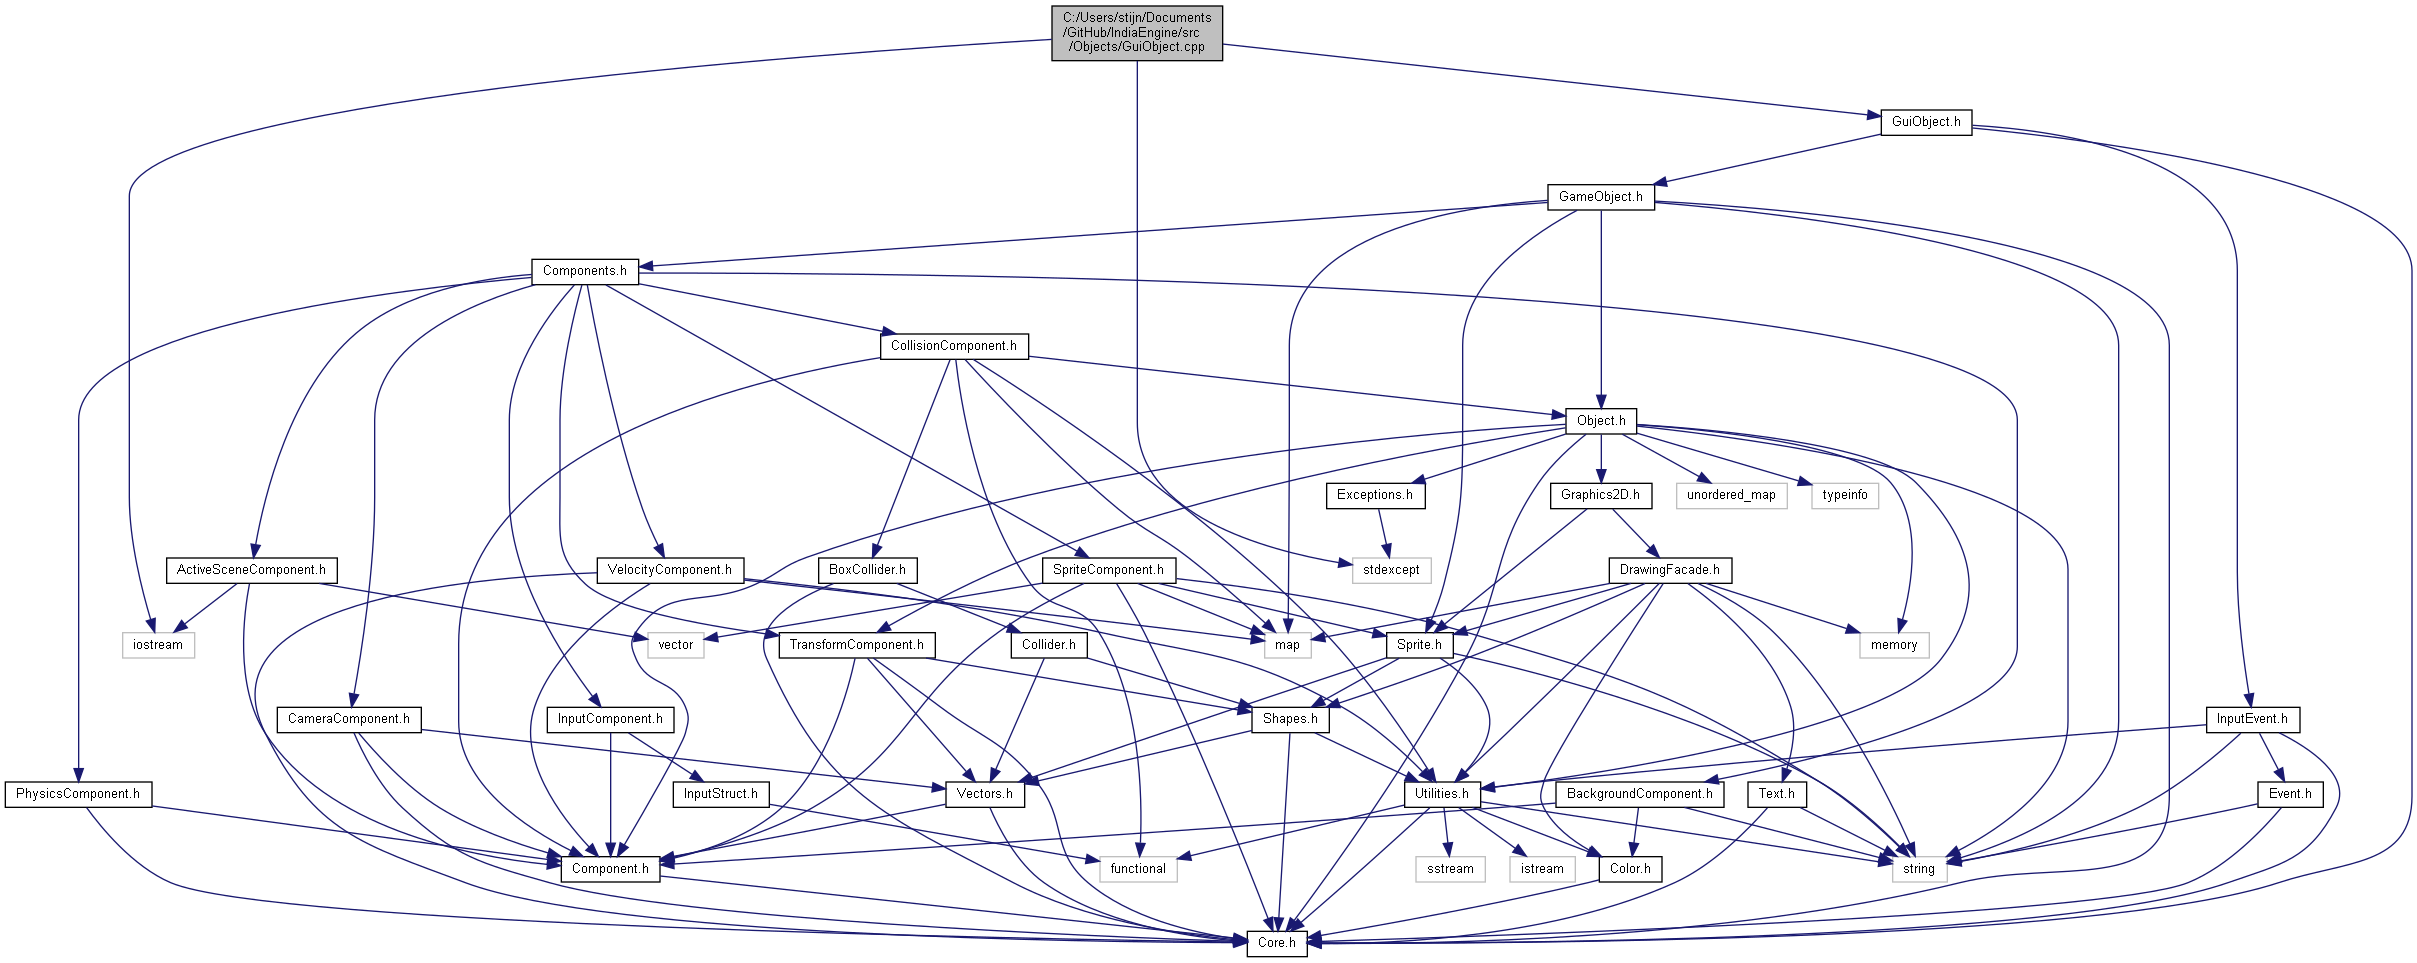 C:/Users/stijn/Documents
/GitHub/IndiaEngine/src
/Objects/GuiObject.cpp
GuiObject.h
GameObject.h
Components.h
CollisionComponent.h
Object.h
Exceptions.h
Graphics2D.h
unordered_map
typeinfo
ActiveSceneComponent.h
VelocityComponent.h
BoxCollider.h
SpriteComponent.h
stdexcept
DrawingFacade.h
iostream
vector
TransformComponent.h
Collider.h
map
Sprite.h
memory
CameraComponent.h
InputComponent.h
Shapes.h
InputEvent.h
PhysicsComponent.h
InputStruct.h
Vectors.h
Utilities.h
BackgroundComponent.h
Text.h
Event.h
Component.h
functional
sstream
istream
Color.h
string
Core.h